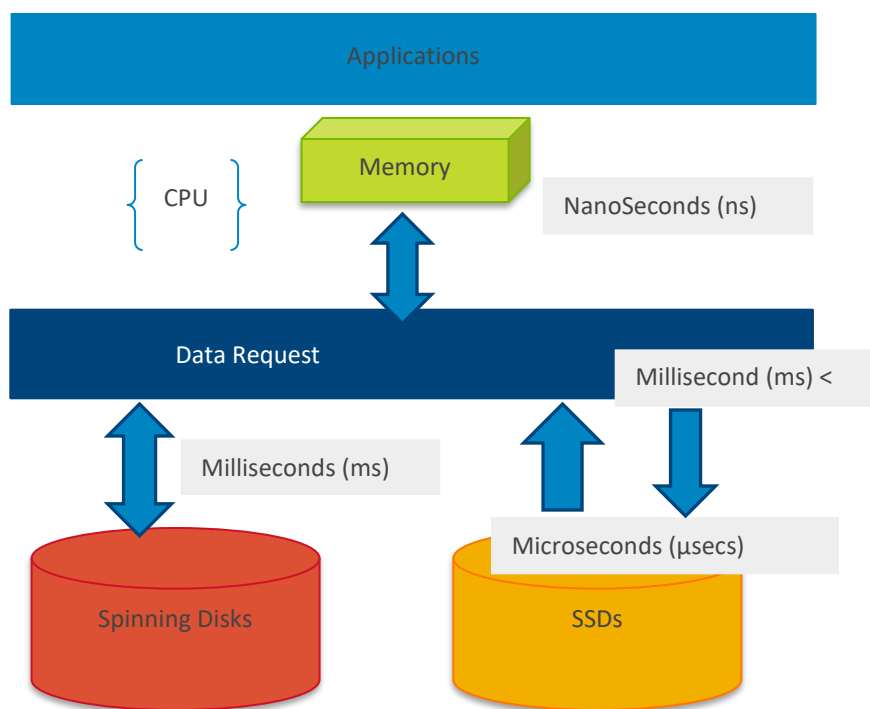 Applications
Memory
CPU
NanoSeconds (ns)
Data Request
Millisecond (ms) <
Milliseconds (ms)
Microseconds (µsecs)
Spinning Disks
SSDs